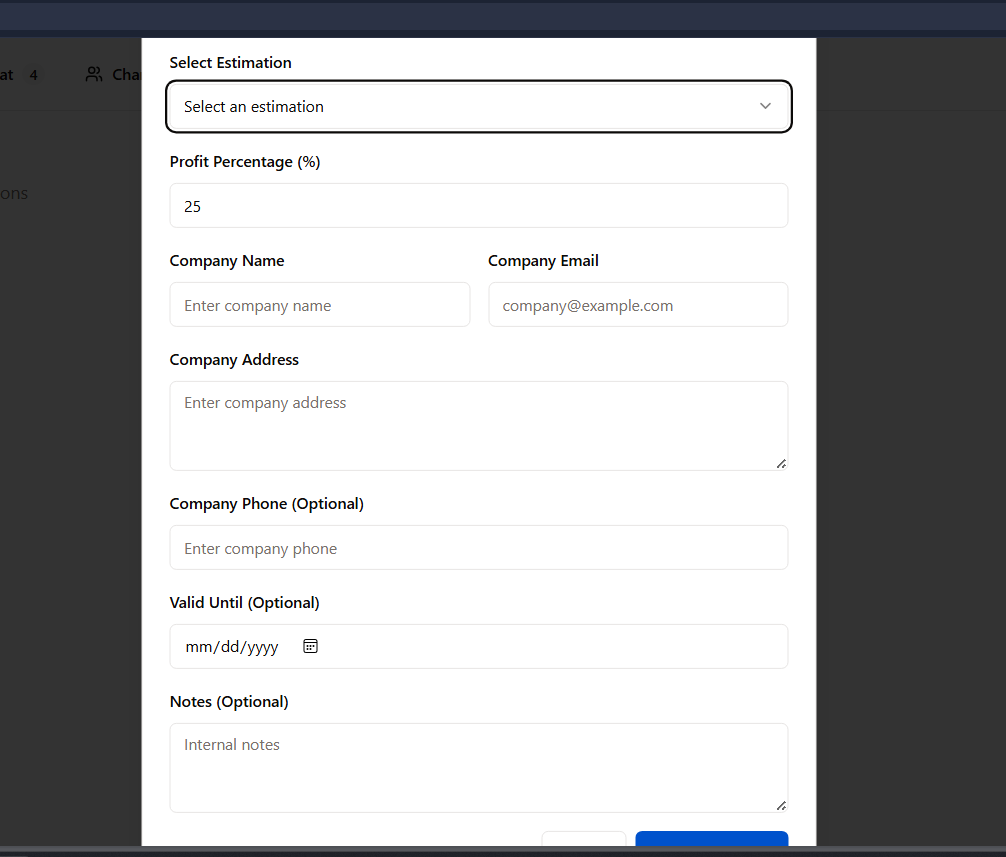 Select Estimation
at 4 Cha
Select an estimation
Profit Percentage (%)
ons
25
Company Name Company Email
Enter company name company@example.com
Company Address
Enter company address
Company Phone (Optional)
Enter company phone
Valid Until (Optional)
mm/dd/yyyy
Notes (Optional)
Internal notes